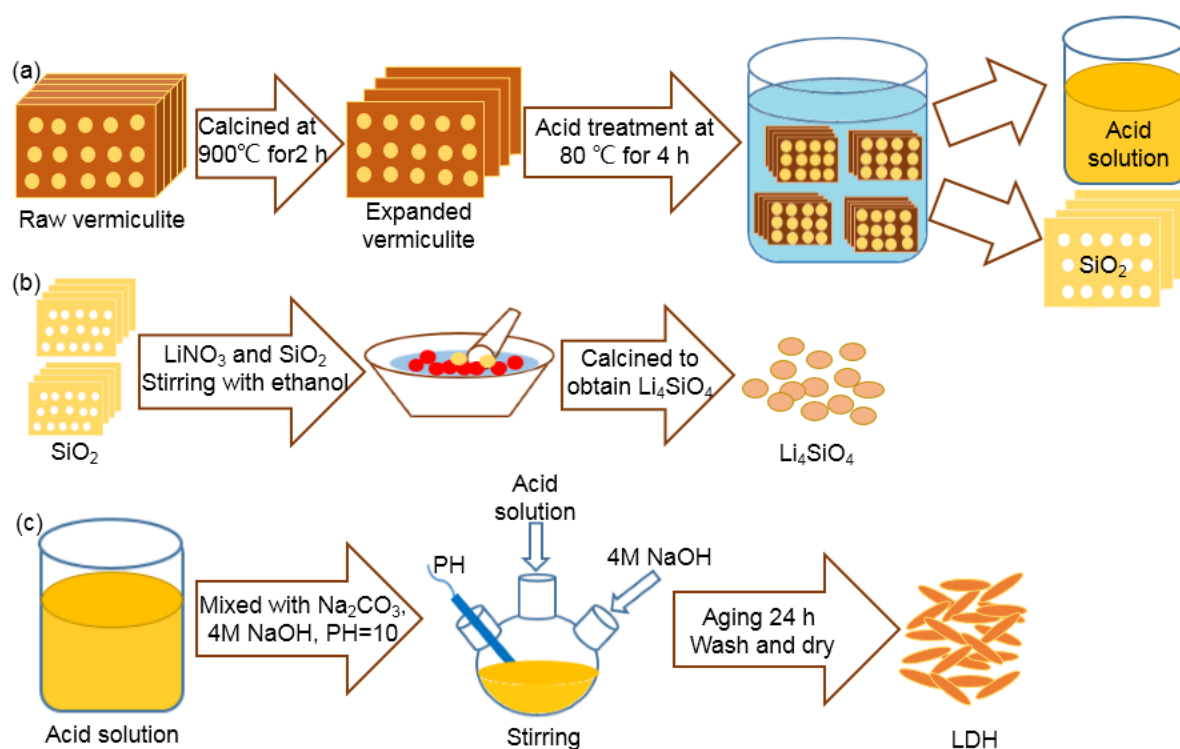 (a)
Calcined at
900℃ for2 h
Raw vermiculite
Expanded
vermiculite
Acid treatment at
80 ℃ for 4 h
Acid
solution
SiO₂
(b)
SiO₂
LiNO₃ and SiO₂
Stirring with ethanol
Calcined to
obtain Li₄SiO₄
Li₄SiO₄
(c)
Acid solution
Mixed with Na₂CO₃,
4M NaOH, PH=10
Acid
solution
PH
4M NaOH
Stirring
Aging 24 h
Wash and dry
LDH